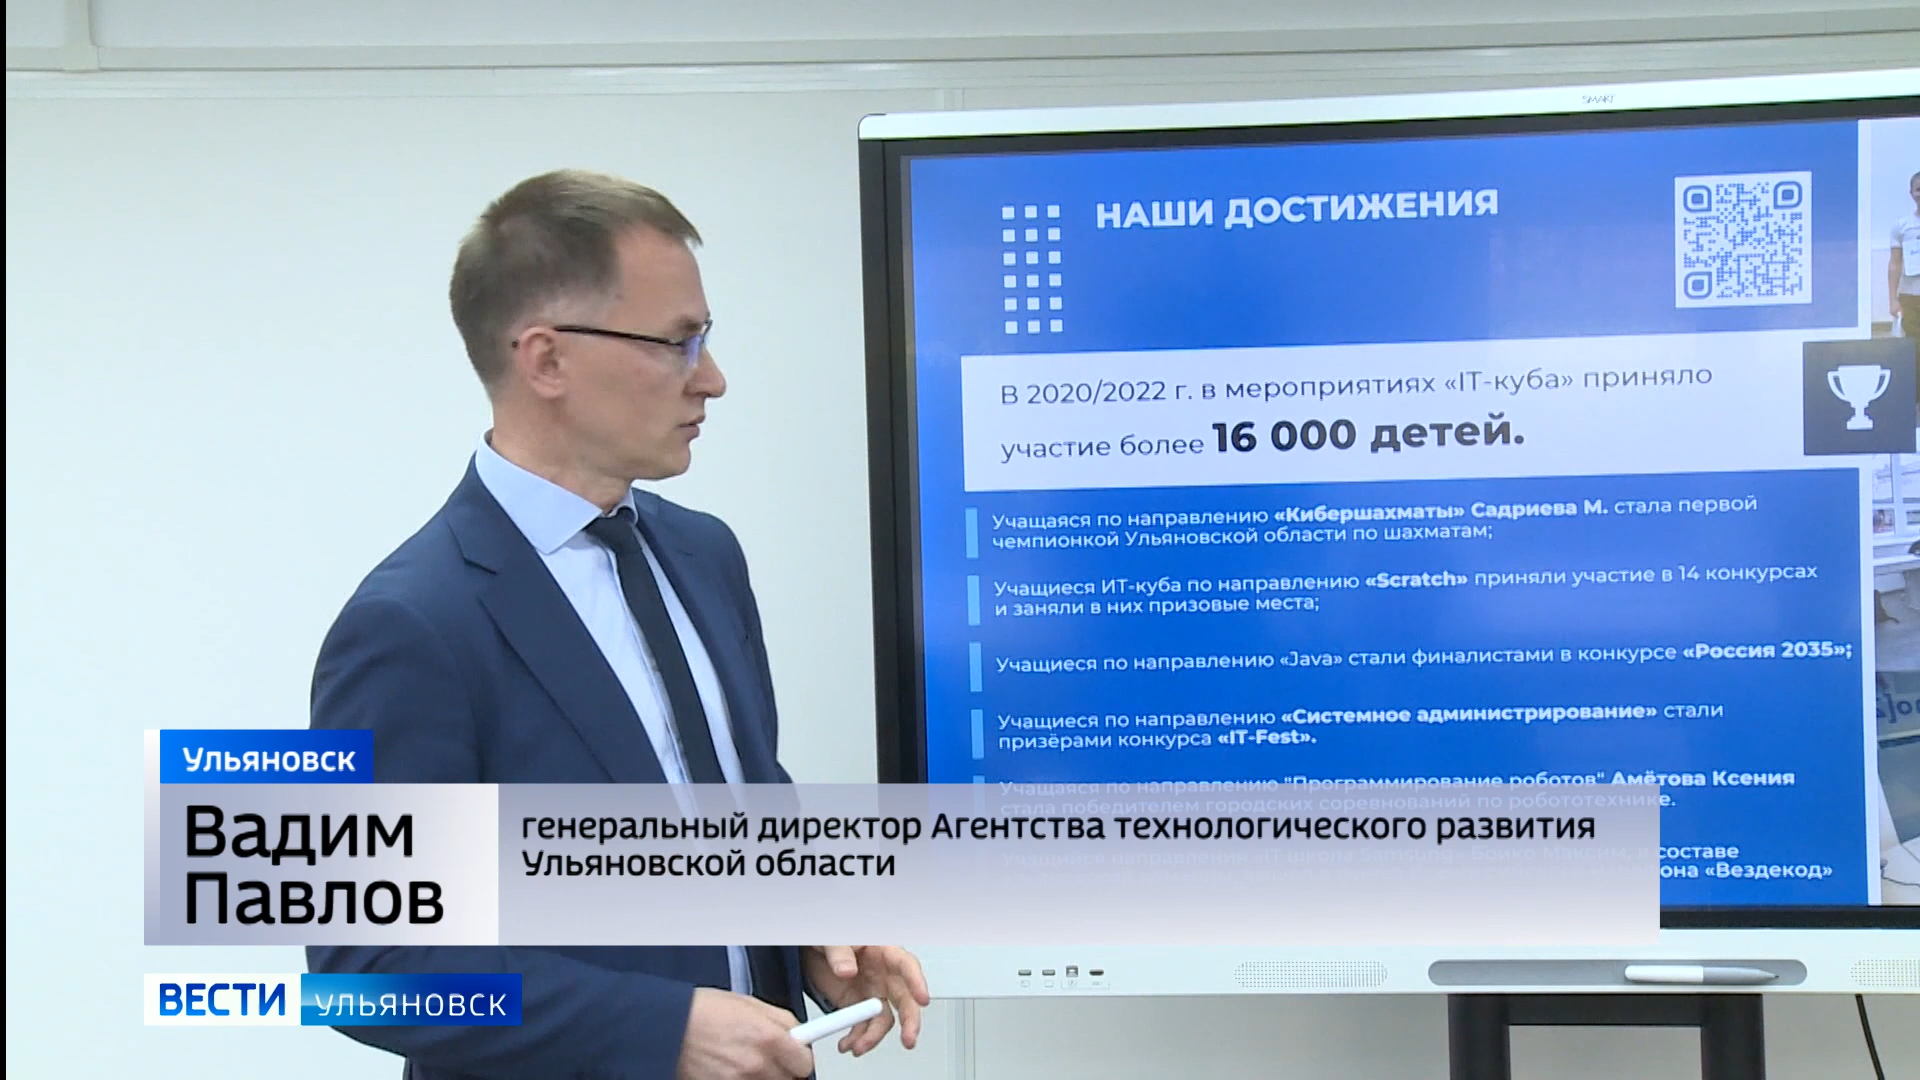 SMART
НАШИ ДОСТИЖЕНИЯ
В 2020/2022 г. в мероприятиях «IT-куба» приняло
участие более 16 000 детей.
Учащаяся по направлению «Кибершахматы» Садриева М. стала первой
чемпионкой Ульяновской области по шахматам;
Учащиеся ИТ-куба по направлению «Scratch» приняли участие в 14 конкурсах
и заняли в них призовые места;
Учащиеся по направлению «Java» стали финалистами в конкурсе «Россия 2035»;
Учащиеся по направлению «Системное администрирование» стали
призёрами конкурса «IT-Fest».
Учащаяся по направлению "Программирование роботов" Аметова Ксения
стала победителем городских соревнований по робототехнике.
составе
«Вездекод»
Ульяновск
Вадим
Павлов
генеральный директор Агентства технологического развития
Ульяновской области
ВЕСТИ УЛЬЯНОВСК